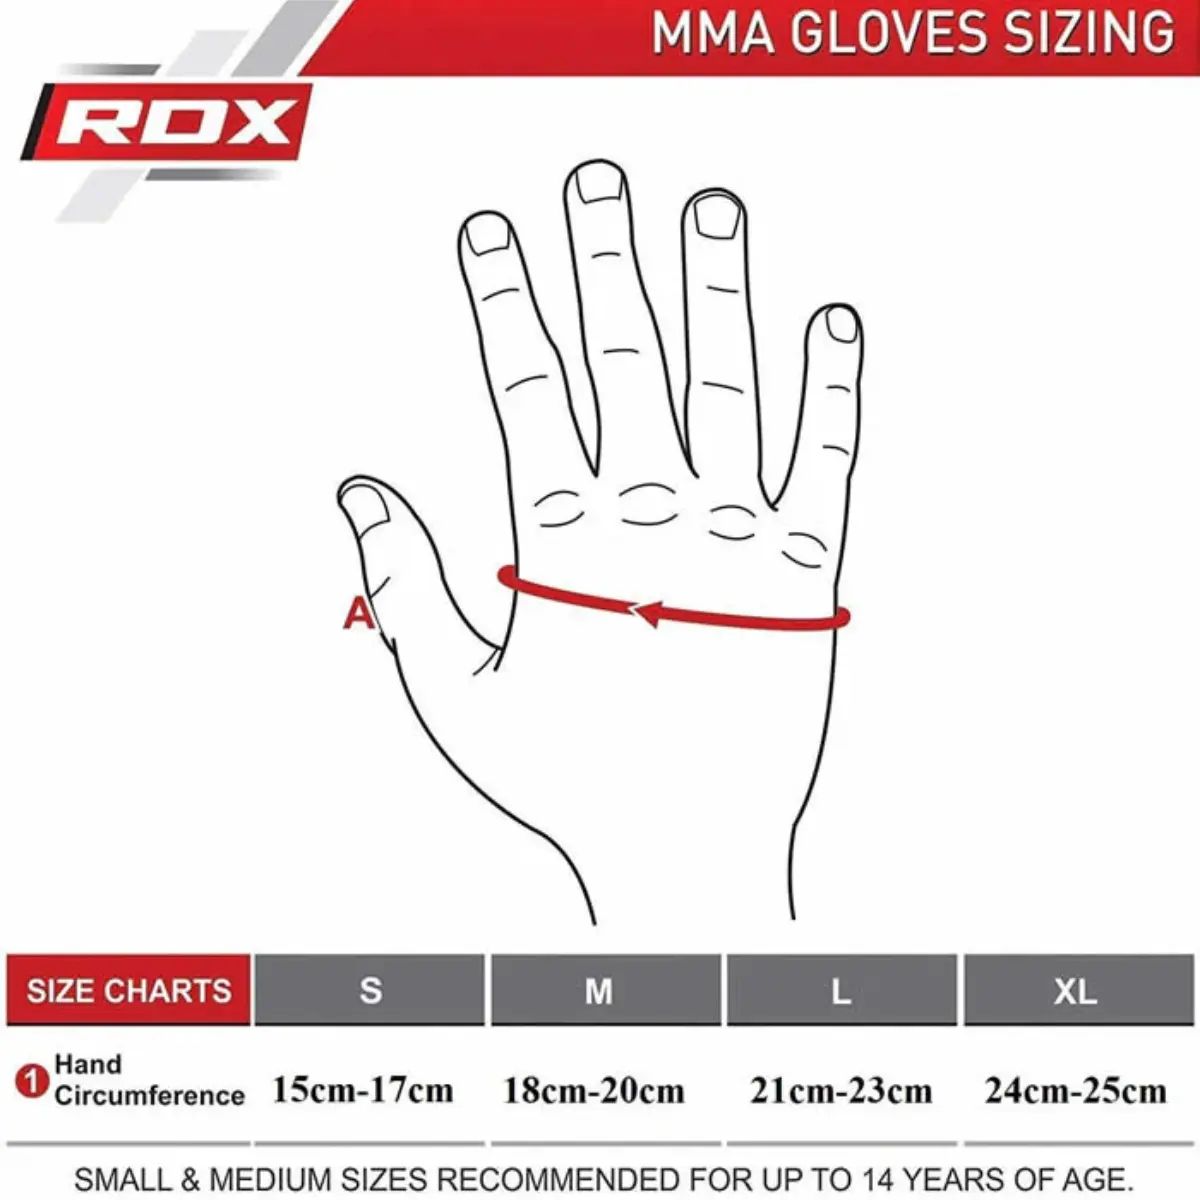 MMA GLOVES SIZING
RDX
A
SIZE CHARTS S M L XL
1 Hand
Circumference 15cm-17cm 18cm-20cm 21cm-23cm 24cm-25cm
SMALL & MEDIUM SIZES RECOMMENDED FOR UP TO 14 YEARS OF AGE.